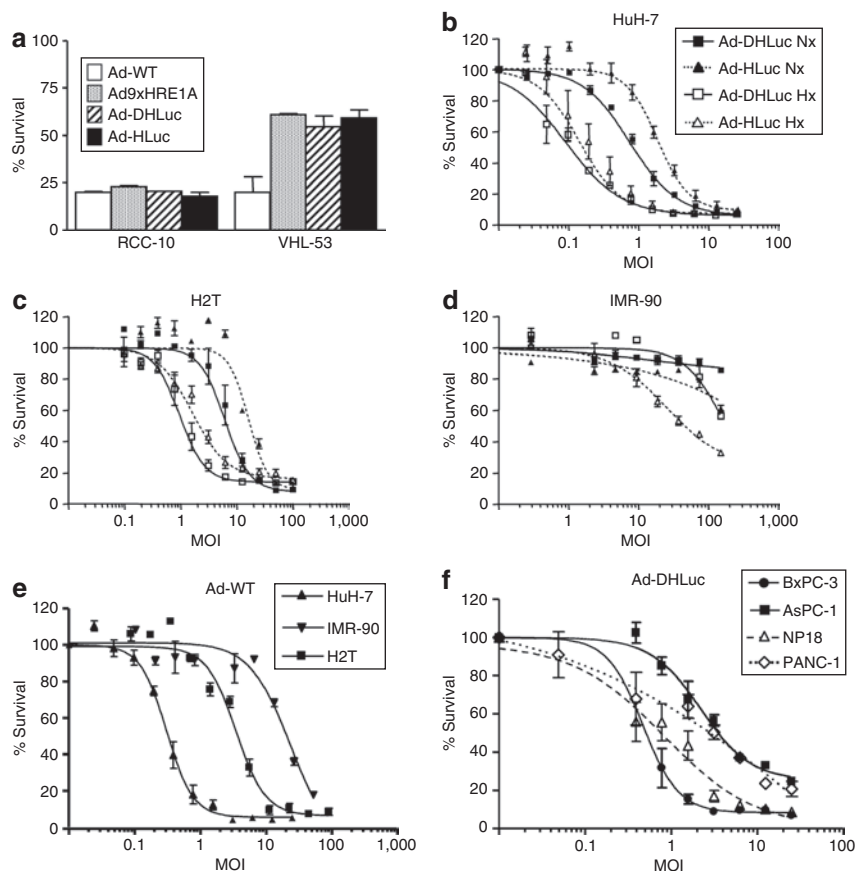 a
100
75
50
25
0
% Survival
Ad-WT
Ad9xHRE1A
Ad-DHLuc
Ad-HLuc
RCC-10
VHL-53
b
HuH-7
120
100
80
60
40
20
0
% Survival
Ad-DHLuc Nx
Ad-HLuc Nx
Ad-DHLuc Hx
Ad-HLuc Hx
0.1
1
10
100
MOI
c
H2T
120
100
80
60
40
20
0
% Survival
0.1
1
10
100
1,000
MOI
d
IMR-90
120
100
80
60
40
20
0
% Survival
1
10
100
1,000
MOI
e
Ad-WT
120
100
80
60
40
20
0
% Survival
HuH-7
IMR-90
H2T
0.1
1
10
100
1,000
MOI
f
Ad-DHLuc
120
100
80
60
40
20
0
% Survival
BxPC-3
AsPC-1
NP18
PANC-1
0.1
1
10
100
MOI